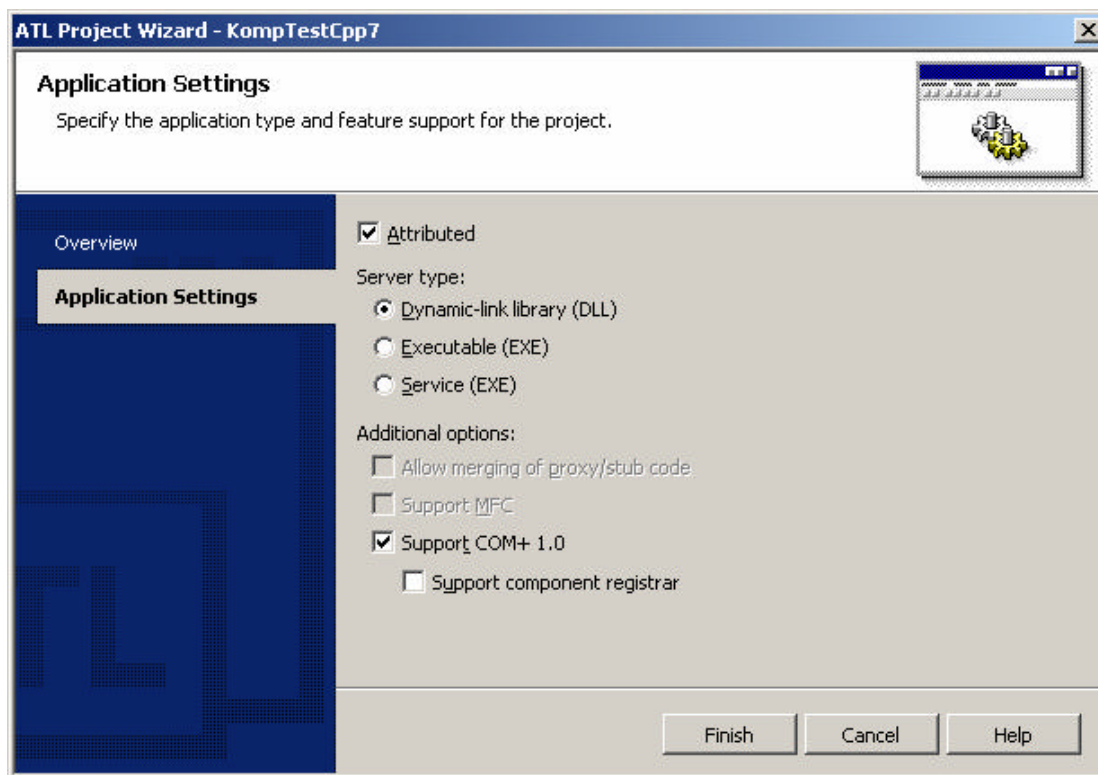 ATL Project Wizard - KompTestCpp7
Application Settings
Specify the application type and feature support for the project.
Overview
Application Settings
Attributed
Server type:
Dynamic-link library (DLL)
Executable (EXE)
Service (EXE)
Additional options:
Allow merging of proxy/stub code
Support MFC
Support COM+ 1.0
Support component registrar
TL
Finish Cancel Help